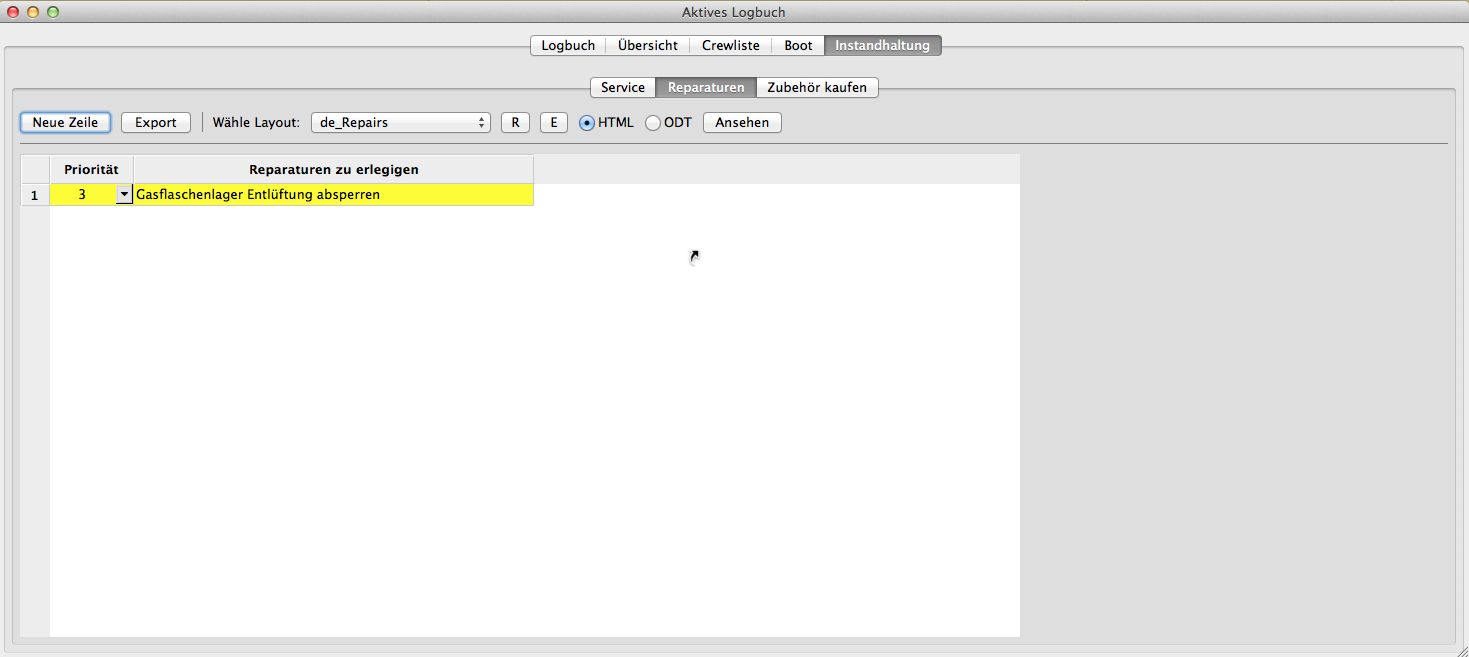 Aktives Logbuch
Logbuch Übersicht Crewliste Boot Instandhaltung
Service Reparaturen Zubehör kaufen
Neue Zeile Export Wähle Layout: de_Repairs R E HTML ODT Ansehen
Priorität Reparaturen zu erlegigen
1 3 Gasflaschenlager Entlüftung absperren